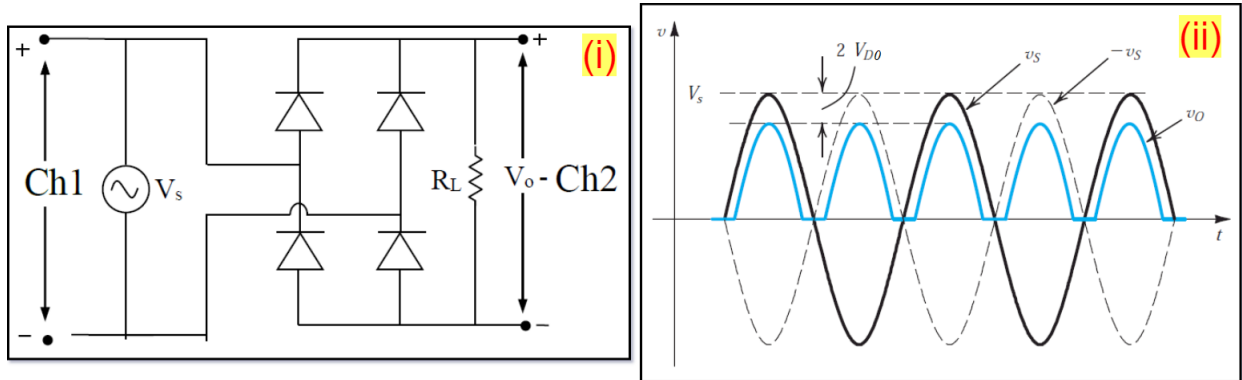 (i)
+
+
Ch1
Vs
RL
Vo - Ch2
-
-
(ii)
v
2 VD0
vS
-vS
Vs
vO
t